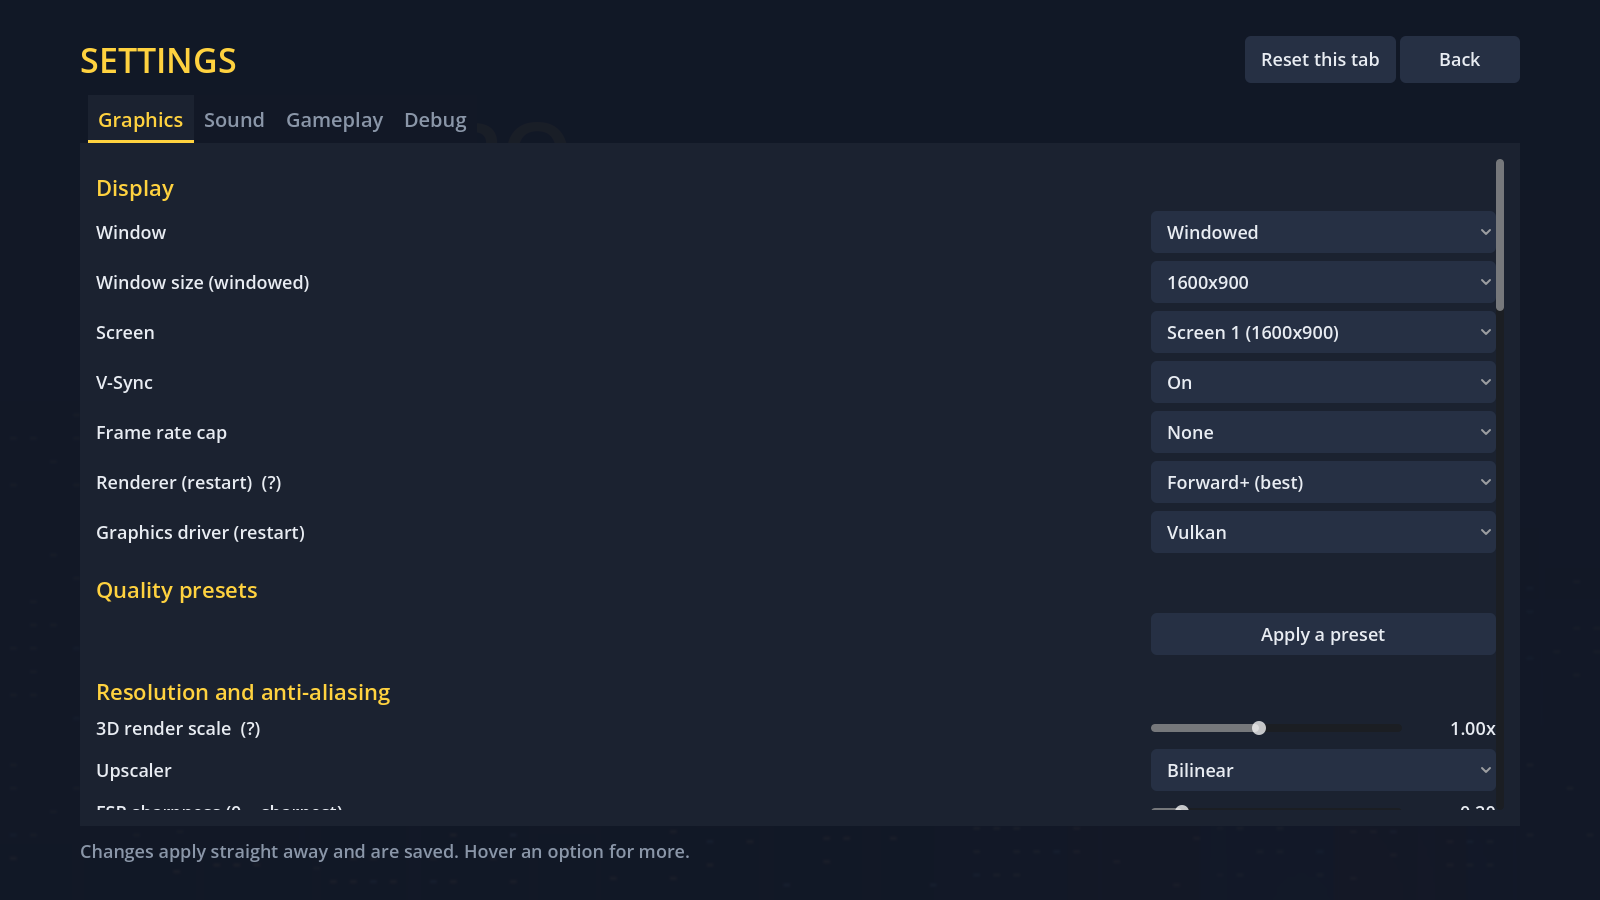 SETTINGS
Reset this tab
Back
Graphics Sound Gameplay Debug
Display
Window Windowed
Window size (windowed) 1600x900
Screen Screen 1 (1600x900)
V-Sync On
Frame rate cap None
Renderer (restart) (?) Forward+ (best)
Graphics driver (restart) Vulkan
Quality presets
Apply a preset
Resolution and anti-aliasing
3D render scale (?) 1.00x
Upscaler Bilinear
Changes apply straight away and are saved. Hover an option for more.